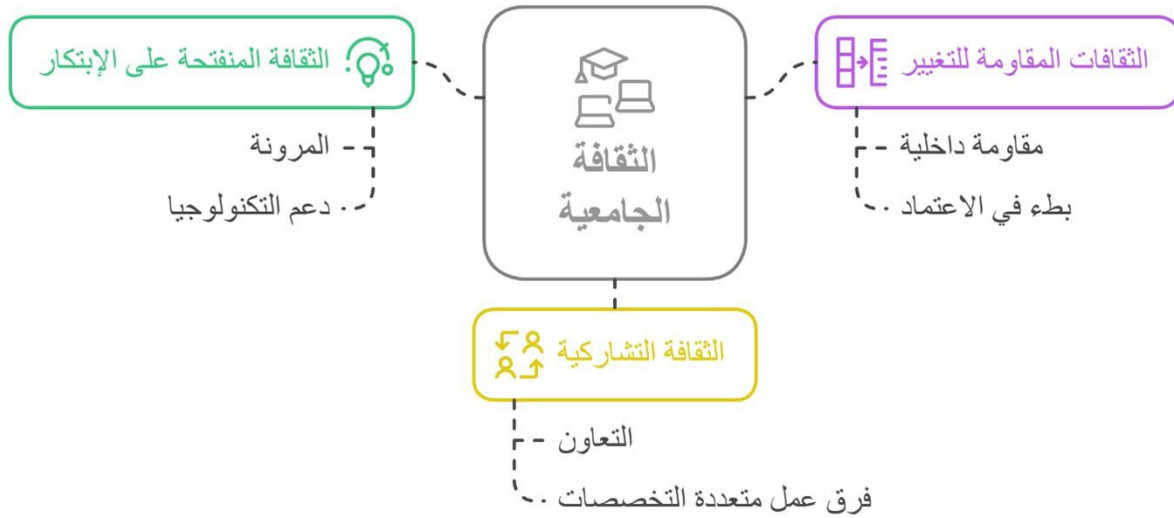 الثقافة
الجامعية
الثقافات المقاومة للتغيير
مقاومة داخلية
بطء في الاعتماد
الثقافة المنفتحة على الإبتكار
المرونة
دعم التكنولوجيا
الثقافة التشاركية
التعاون
فرق عمل متعددة التخصصات